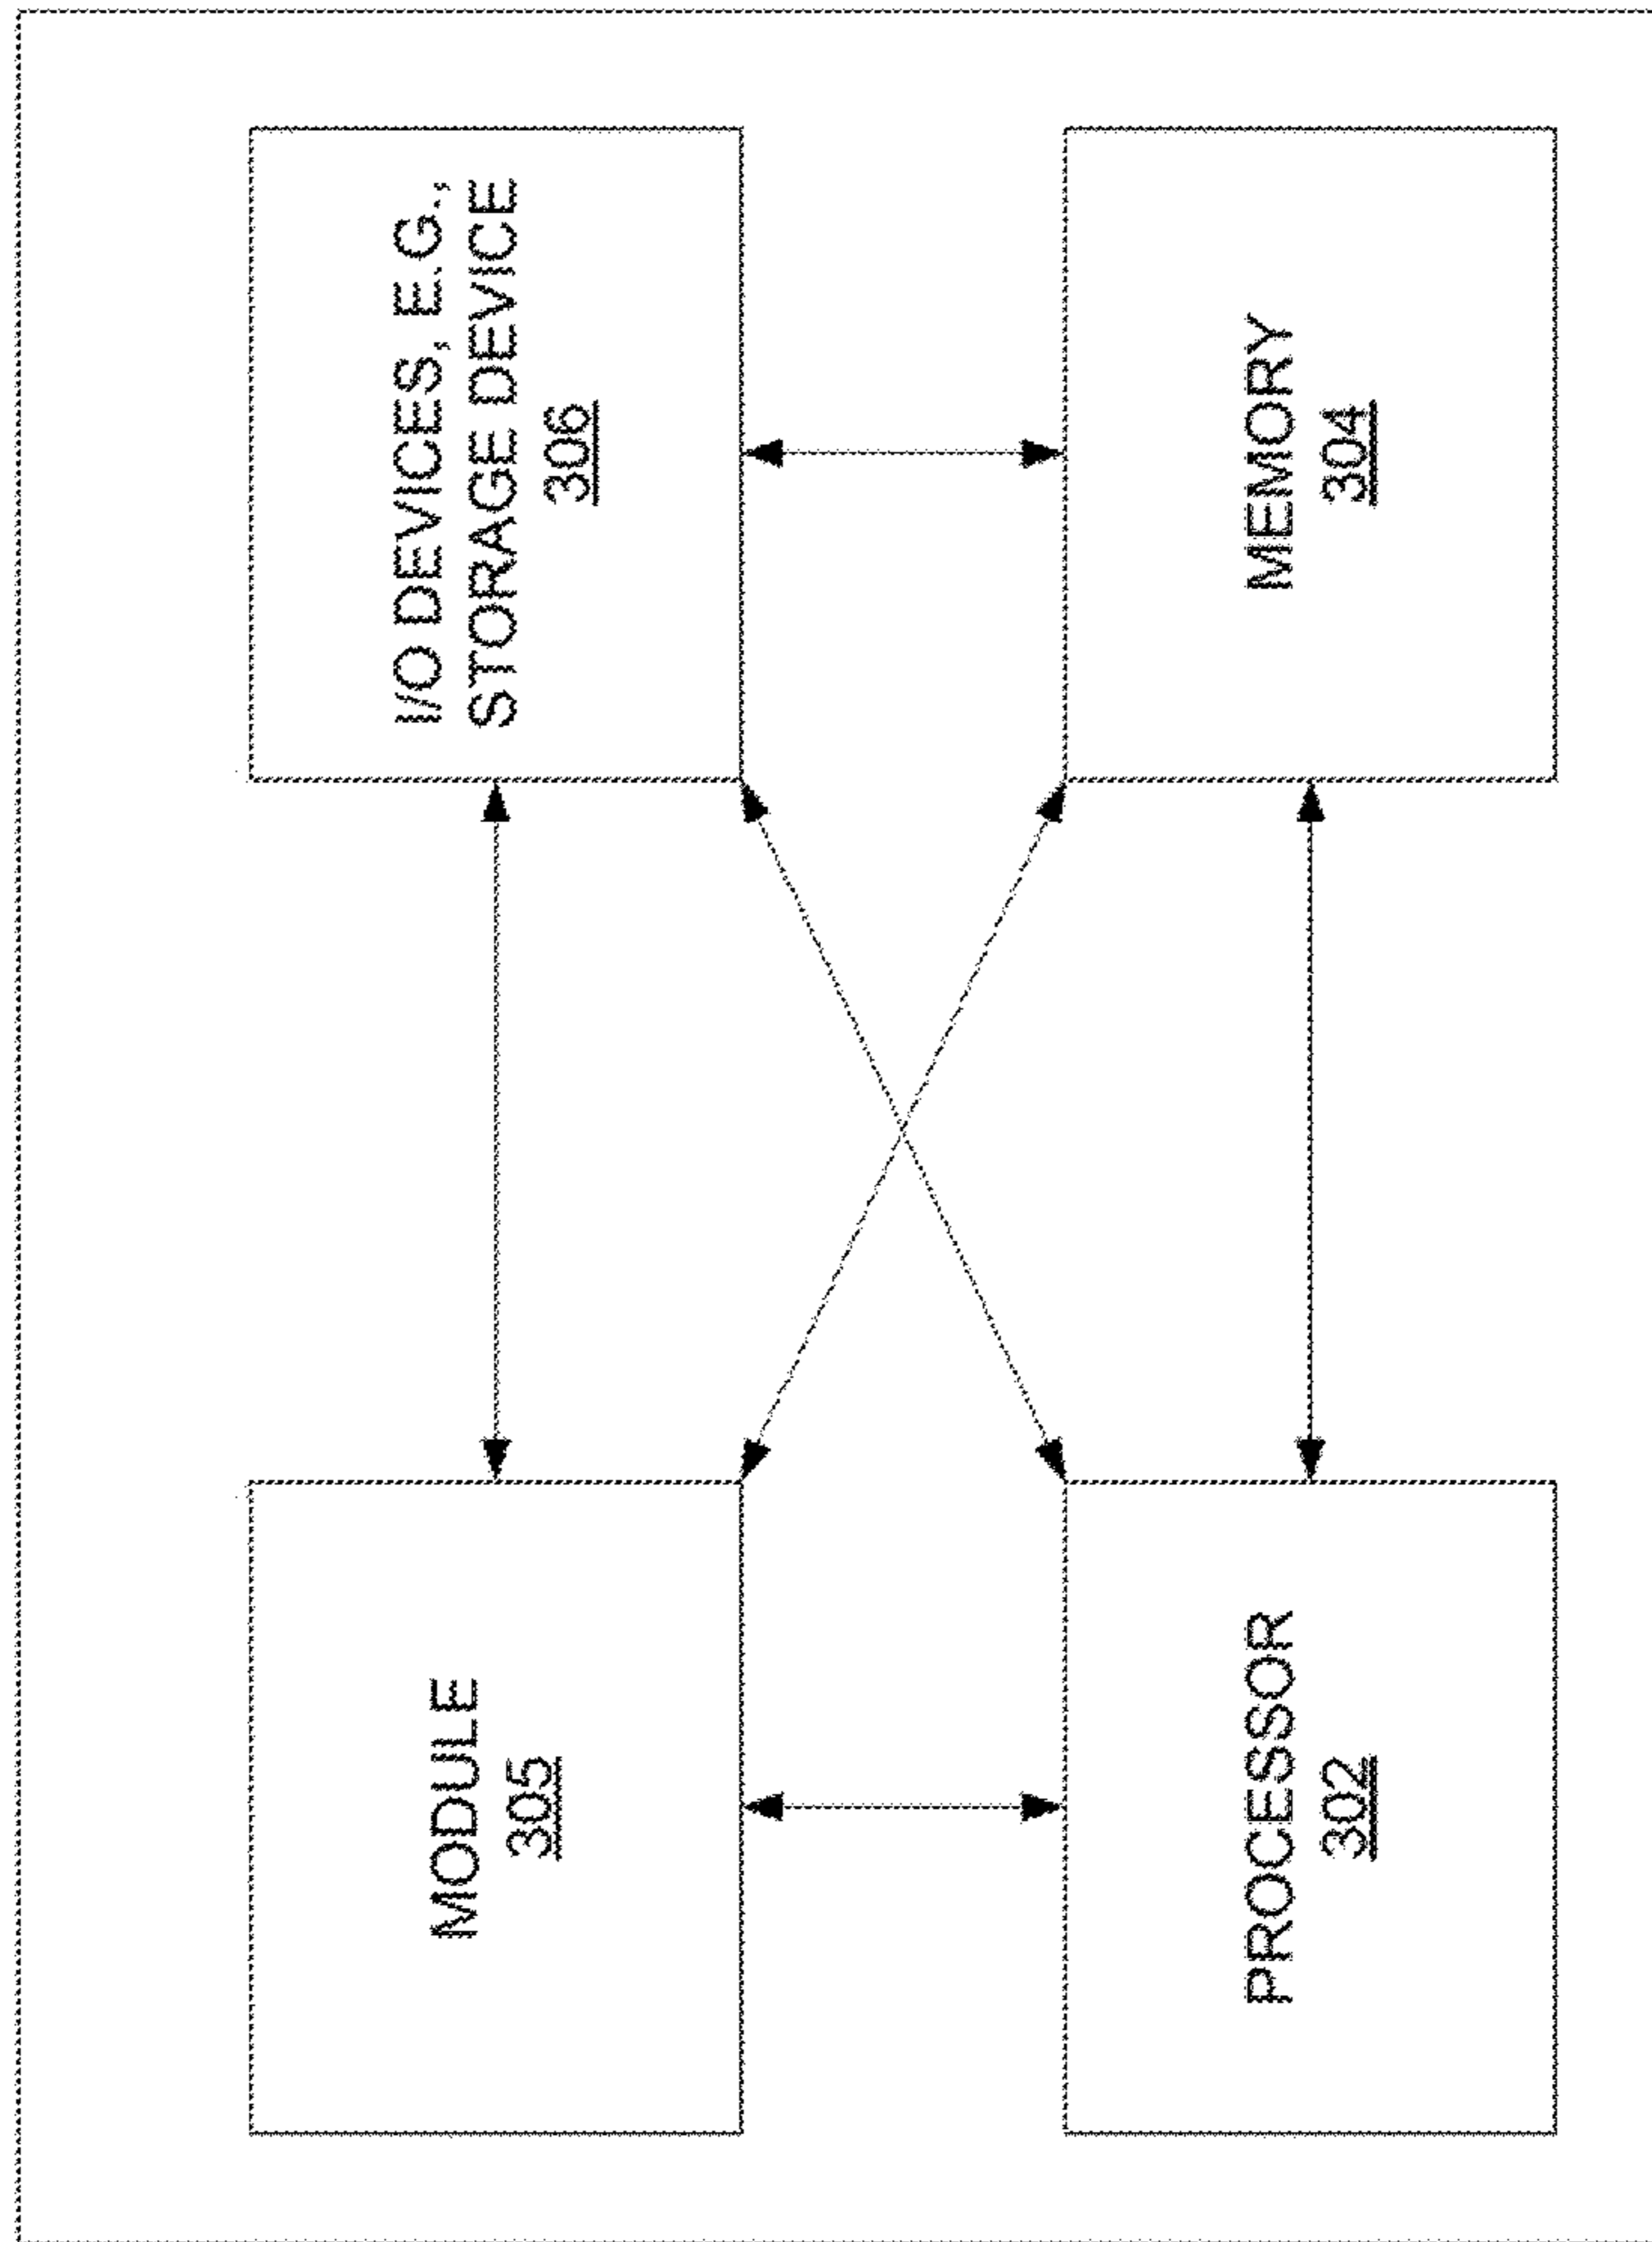 MODULE
305
I/O DEVICES, E.G.,
STORAGE DEVICE
306
PROCESSOR
302
MEMORY
304